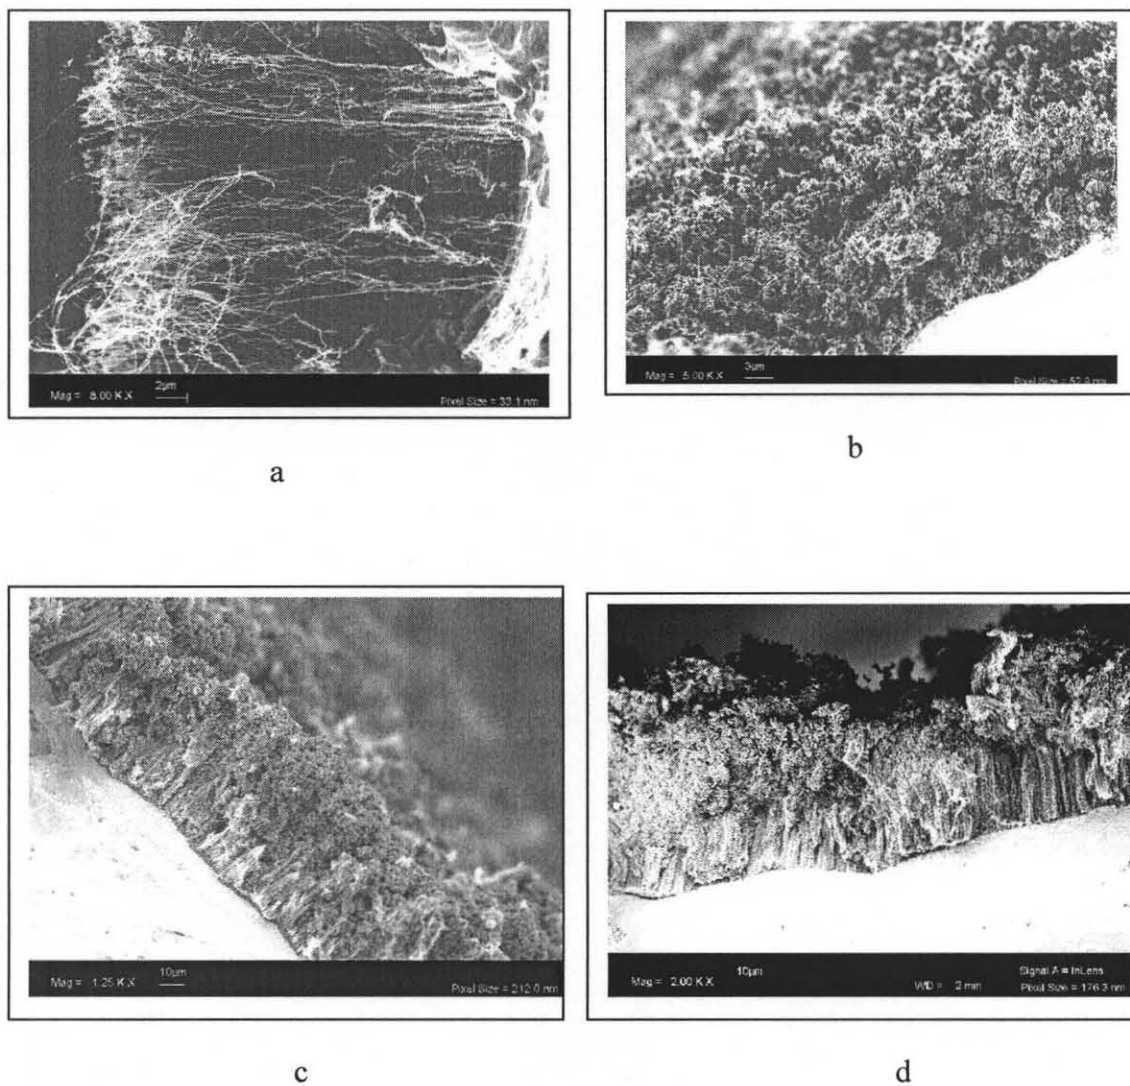 2µm
Mag = 8.00 K X
Pixel Size = 33.1 nm
a
3µm
Mag = 5.00 K X
Pixel Size = 52.9 nm
b
10µm
Mag = 1.25 K X
Pixel Size = 212.0 nm
c
10µm
Mag = 2.00 K X
WD = 2 mm
Signal A = InLens
Pixel Size = 176.3 nm
d